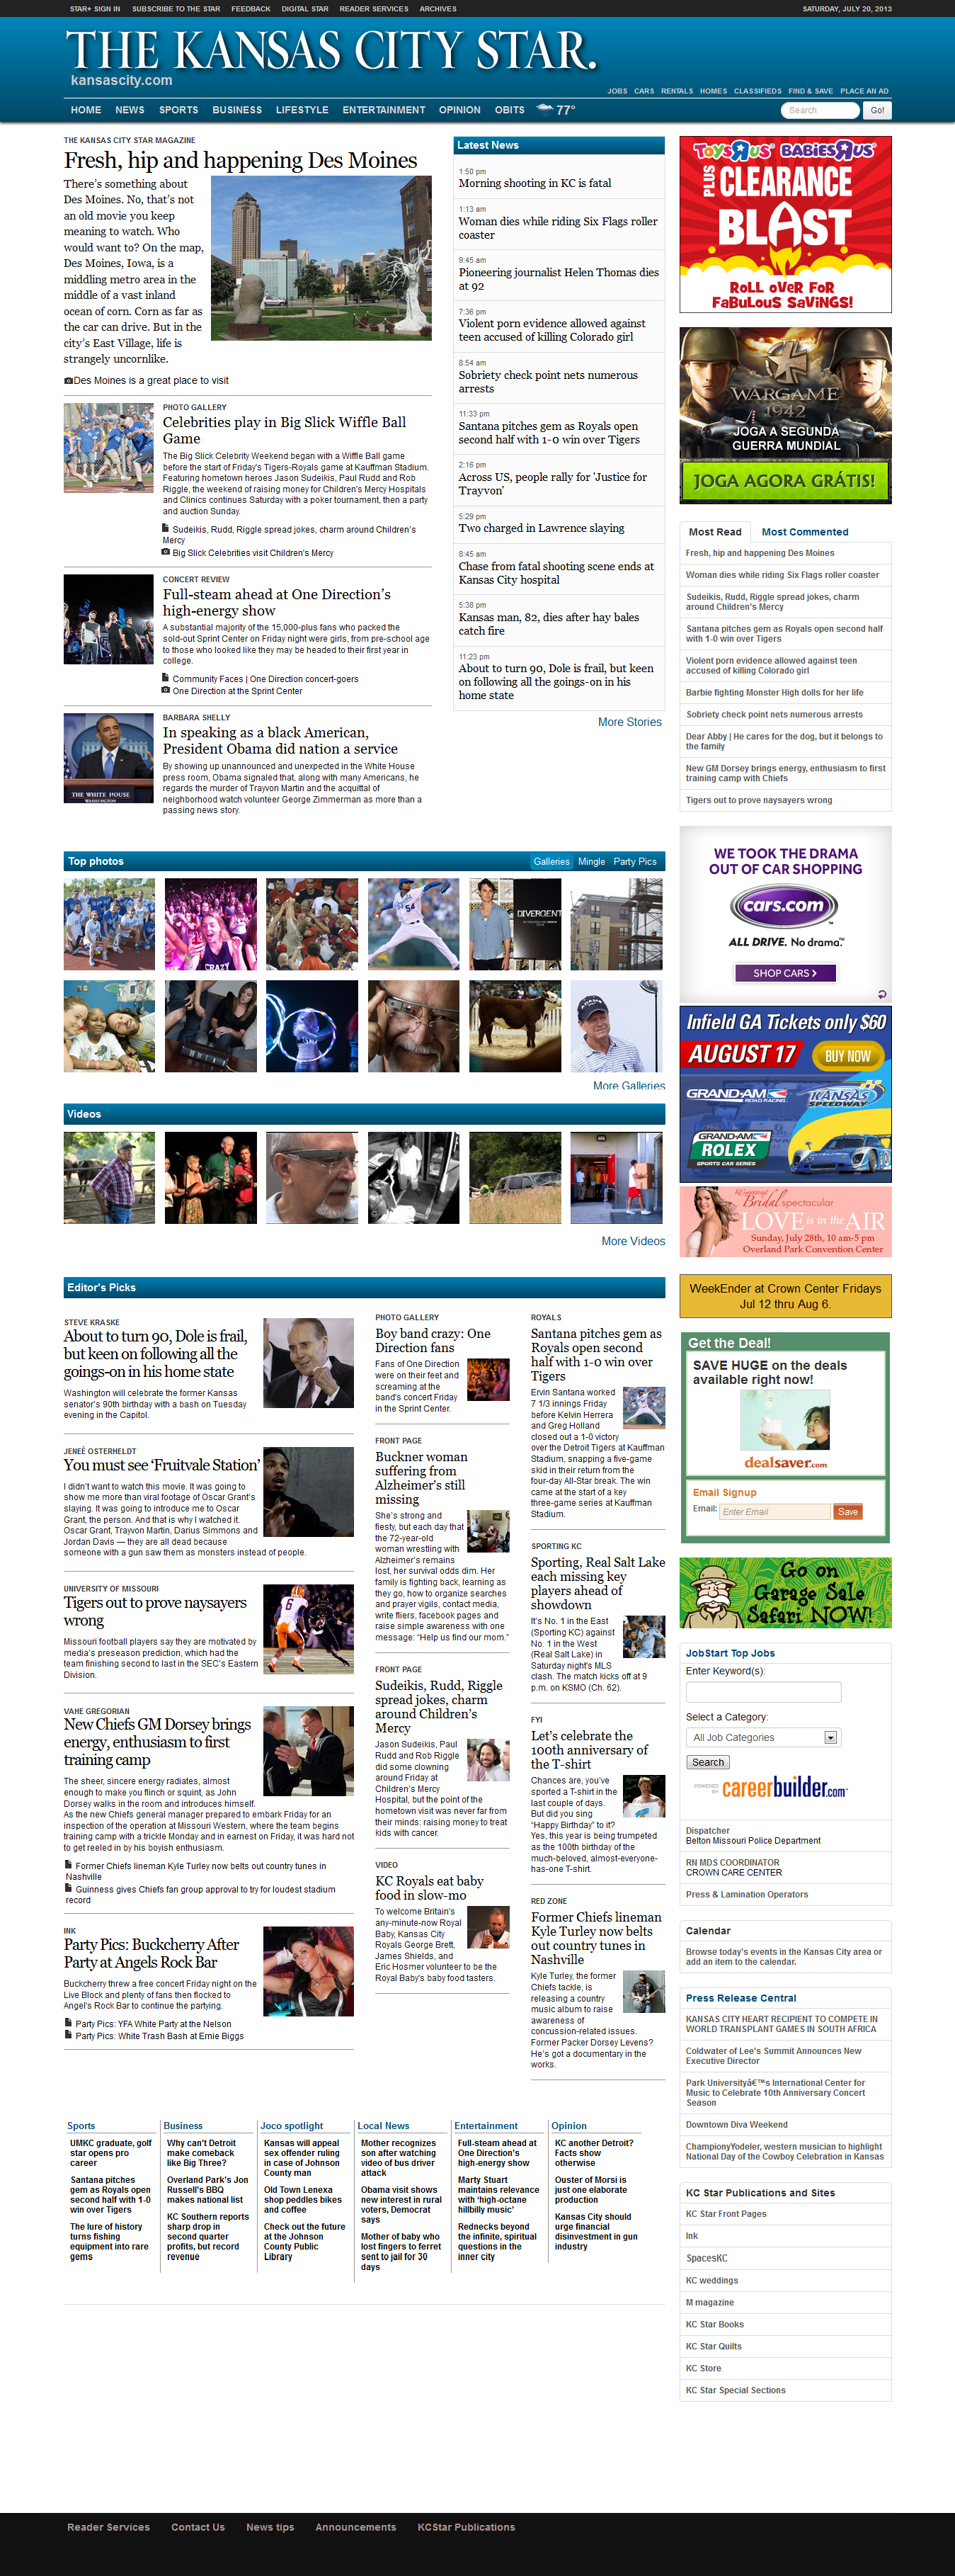 STAR+ SIGN IN SUBSCRIBE TO THE STAR FEEDBACK DIGITAL STAR READER SERVICES ARCHIVES
SATURDAY, JULY 20, 2013
THE KANSAS CITY STAR.
kansascity.com
JOBS CARS RENTALS HOMES CLASSIFIEDS FIND & SAVE PLACE AN AD
HOME NEWS SPORTS BUSINESS LIFESTYLE ENTERTAINMENT OPINION OBITS 77°
Search Go!
THE KANSAS CITY STAR MAGAZINE
Fresh, hip and happening Des Moines
There's something about
Des Moines. No, that's not
an old movie you keep
meaning to watch. Who
would want to? On the map,
Des Moines, Iowa, is a
middling metro area in the
middle of a vast inland
ocean of corn. Corn as far as
the car can drive. But in the
city's East Village, life is
strangely uncornlike.
Des Moines is a great place to visit
PHOTO GALLERY
Celebrities play in Big Slick Wiffle Ball
Game
The Big Slick Celebrity Weekend began with a Wiffle Ball game
before the start of Friday's Tigers-Royals game at Kauffman Stadium.
Featuring hometown heroes Jason Sudeikis, Paul Rudd and Rob
Riggle, the weekend of raising money for Children's Mercy Hospitals
and Clinics continues Saturday with a poker tournament, then a party
and auction Sunday.
Sudeikis, Rudd, Riggle spread jokes, charm around Children's
Mercy
Big Slick Celebrities visit Children's Mercy
CONCERT REVIEW
Full-steam ahead at One Direction's
high-energy show
A substantial majority of the 15,000-plus fans who packed the
sold-out Sprint Center on Friday night were girls, from pre-school age
to those who looked like they may be headed to their first year in
college.
Community Faces | One Direction concert-goers
One Direction at the Sprint Center
BARBARA SHELLY
In speaking as a black American,
President Obama did nation a service
By showing up unannounced and unexpected in the White House
press room, Obama signaled that, along with many Americans, he
regards the murder of Trayvon Martin and the acquittal of
neighborhood watch volunteer George Zimmerman as more than a
passing news story.
THE WHITE HOUSE
WASHINGTON
Latest News
1:50 pm
Morning shooting in KC is fatal
1:13 am
Woman dies while riding Six Flags roller
coaster
9:45 am
Pioneering journalist Helen Thomas dies
at 92
7:36 pm
Violent porn evidence allowed against
teen accused of killing Colorado girl
8:54 am
Sobriety check point nets numerous
arrests
11:33 pm
Santana pitches gem as Royals open
second half with 1-0 win over Tigers
2:16 pm
Across US, people rally for 'Justice for
Trayvon'
5:29 pm
Two charged in Lawrence slaying
8:45 am
Chase from fatal shooting scene ends at
Kansas City hospital
5:38 pm
Kansas man, 82, dies after hay bales
catch fire
11:23 pm
About to turn 90, Dole is frail, but keen
on following all the goings-on in his
home state
More Stories
Toys R Us BABIES R US
PLUS CLEARANCE
BLAST
ROLL OVER FOR
FABULOUS SAVINGS!
WARGAME
1942
JOGA A SEGUNDA
GUERRA MUNDIAL
JOGA AGORA GRÁTIS!
Most Read Most Commented
Fresh, hip and happening Des Moines
Woman dies while riding Six Flags roller coaster
Sudeikis, Rudd, Riggle spread jokes, charm
around Children's Mercy
Santana pitches gem as Royals open second half
with 1-0 win over Tigers
Violent porn evidence allowed against teen
accused of killing Colorado girl
Barbie fighting Monster High dolls for her life
Sobriety check point nets numerous arrests
Dear Abby | He cares for the dog, but it belongs to
the family
New GM Dorsey brings energy, enthusiasm to first
training camp with Chiefs
Tigers out to prove naysayers wrong
Top photos
Galleries Mingle Party Pics
CRAZY
54
DIVERGENT
More Galleries
Videos
More Videos
WE TOOK THE DRAMA
OUT OF CAR SHOPPING
cars.com
ALL DRIVE. No drama.™
SHOP CARS >
Infield GA Tickets only $60
AUGUST 17 BUY NOW
GRAND-AM
ROAD RACING
KANSAS
SPEEDWAY
GRAND-AM
ROLEX
SPORTS CAR SERIES
Bridal spectacular
LOVE is in the AIR
Sunday, July 28th, 10 am-5 pm
Overland Park Convention Center
WeekEnder at Crown Center Fridays
Jul 12 thru Aug 6.
Get the Deal!
SAVE HUGE on the deals
available right now!
dealsaver.com
Email Signup
Email: Enter Email Save
Go on
Garage Sale
Safari NOW!
Editor's Picks
STEVE KRASKE
About to turn 90, Dole is frail,
but keen on following all the
goings-on in his home state
Washington will celebrate the former Kansas
senator's 90th birthday with a bash on Tuesday
evening in the Capitol.
JENEÉ OSTERHELDT
You must see 'Fruitvale Station'
I didn't want to watch this movie. It was going to
show me more than viral footage of Oscar Grant's
slaying. It was going to introduce me to Oscar
Grant, the person. And that is why I watched it.
Oscar Grant, Trayvon Martin, Darius Simmons and
Jordan Davis — they are all dead because
someone with a gun saw them as monsters instead of people.
UNIVERSITY OF MISSOURI
Tigers out to prove naysayers
wrong
Missouri football players say they are motivated by
media's preseason prediction, which had the
team finishing second to last in the SEC's Eastern
Division.
VAHE GREGORIAN
New Chiefs GM Dorsey brings
energy, enthusiasm to first
training camp
The sheer, sincere energy radiates, almost
enough to make you flinch or squint, as John
Dorsey walks in the room and introduces himself.
As the new Chiefs general manager prepared to embark Friday for an
inspection of the operation at Missouri Western, where the team begins
training camp with a trickle Monday and in earnest on Friday, it was hard not
to get reeled in by his boyish enthusiasm.
Former Chiefs lineman Kyle Turley now belts out country tunes in
Nashville
Guinness gives Chiefs fan group approval to try for loudest stadium
record
INK
Party Pics: Buckcherry After
Party at Angels Rock Bar
Buckcherry threw a free concert Friday night on the
Live Block and plenty of fans then flocked to
Angel's Rock Bar to continue the partying.
Party Pics: YFA White Party at the Nelson
Party Pics: White Trash Bash at Ernie Biggs
PHOTO GALLERY
Boy band crazy: One
Direction fans
Fans of One Direction
were on their feet and
screaming at the
band's concert Friday
in the Sprint Center.
FRONT PAGE
Buckner woman
suffering from
Alzheimer's still
missing
She's strong and
fiesty, but each day that
the 72-year-old
woman wrestling with
Alzheimer's remains
lost, her survival odds dim. Her
family is fighting back, learning as
they go, how to organize searches
and prayer vigils, contact media,
write fliers, facebook pages and
raise simple awareness with one
message: "Help us find our mom."
FRONT PAGE
Sudeikis, Rudd, Riggle
spread jokes, charm
around Children's
Mercy
Jason Sudeikis, Paul
Rudd and Rob Riggle
did some clowning
around Friday at
Children's Mercy
Hospital, but the point of the
hometown visit was never far from
their minds: raising money to treat
kids with cancer.
VIDEO
KC Royals eat baby
food in slow-mo
To welcome Britain's
any-minute-now Royal
Baby, Kansas City
Royals George Brett,
James Shields, and
Eric Hosmer volunteer to be the
Royal Baby's baby food tasters.
ROYALS
Santana pitches gem as
Royals open second
half with 1-0 win over
Tigers
Ervin Santana worked
7 1/3 innings Friday
before Kelvin Herrera
and Greg Holland
closed out a 1-0 victory
over the Detroit Tigers at Kauffman
Stadium, snapping a five-game
skid in their return from the
four-day All-Star break. The win
came at the start of a key
three-game series at Kauffman
Stadium.
SPORTING KC
Sporting, Real Salt Lake
each missing key
players ahead of
showdown
It's No. 1 in the East
(Sporting KC) against
No. 1 in the West
(Real Salt Lake) in
Saturday night's MLS
clash. The match kicks off at 9
p.m. on KSMO (Ch. 62).
FYI
Let's celebrate the
100th anniversary of
the T-shirt
Chances are, you've
sported a T-shirt in the
last couple of days.
But did you sing
"Happy Birthday" to it?
Yes, this year is being trumpeted
as the 100th birthday of the
much-beloved, almost-everyone-
has-one T-shirt.
RED ZONE
Former Chiefs lineman
Kyle Turley now belts
out country tunes in
Nashville
Kyle Turley, the former
Chiefs tackle, is
releasing a country
music album to raise
awareness of
concussion-related issues.
Former Packer Dorsey Levens?
He's got a documentary in the
works.
JobStart Top Jobs
Enter Keyword(s):
Select a Category:
All Job Categories
Search
POWERED BY careerbuilder.com
Dispatcher
Belton Missouri Police Department
RN MDS COORDINATOR
CROWN CARE CENTER
Press & Lamination Operators
Calendar
Browse today's events in the Kansas City area or
add an item to the calendar.
Press Release Central
KANSAS CITY HEART RECIPIENT TO COMPETE IN
WORLD TRANSPLANT GAMES IN SOUTH AFRICA
Coldwater of Lee's Summit Announces New
Executive Director
Park Universityâ€™s International Center for
Music to Celebrate 10th Anniversary Concert
Season
Downtown Diva Weekend
ChampionyYodeler, western musician to highlight
National Day of the Cowboy Celebration in Kansas
KC Star Publications and Sites
KC Star Front Pages
Ink
SpacesKC
KC weddings
M magazine
KC Star Books
KC Star Quilts
KC Store
KC Star Special Sections
Sports
UMKC graduate, golf
star opens pro
career
Santana pitches
gem as Royals open
second half with 1-0
win over Tigers
The lure of history
turns fishing
equipment into rare
gems
Business
Why can't Detroit
make comeback
like Big Three?
Overland Park's Jon
Russell's BBQ
makes national list
KC Southern reports
sharp drop in
second quarter
profits, but record
revenue
Joco spotlight
Kansas will appeal
sex offender ruling
in case of Johnson
County man
Old Town Lenexa
shop peddles bikes
and coffee
Check out the future
at the Johnson
County Public
Library
Local News
Mother recognizes
son after watching
video of bus driver
attack
Obama visit shows
new interest in rural
voters, Democrat
says
Mother of baby who
lost fingers to ferret
sent to jail for 30
days
Entertainment
Full-steam ahead at
One Direction's
high-energy show
Marty Stuart
maintains relevance
with 'high-octane
hillbilly music'
Rednecks beyond
the infinite, spiritual
questions in the
inner city
Opinion
KC another Detroit?
Facts show
otherwise
Ouster of Morsi is
just one elaborate
production
Kansas City should
urge financial
disinvestment in gun
industry
Reader Services Contact Us News tips Announcements KCStar Publications